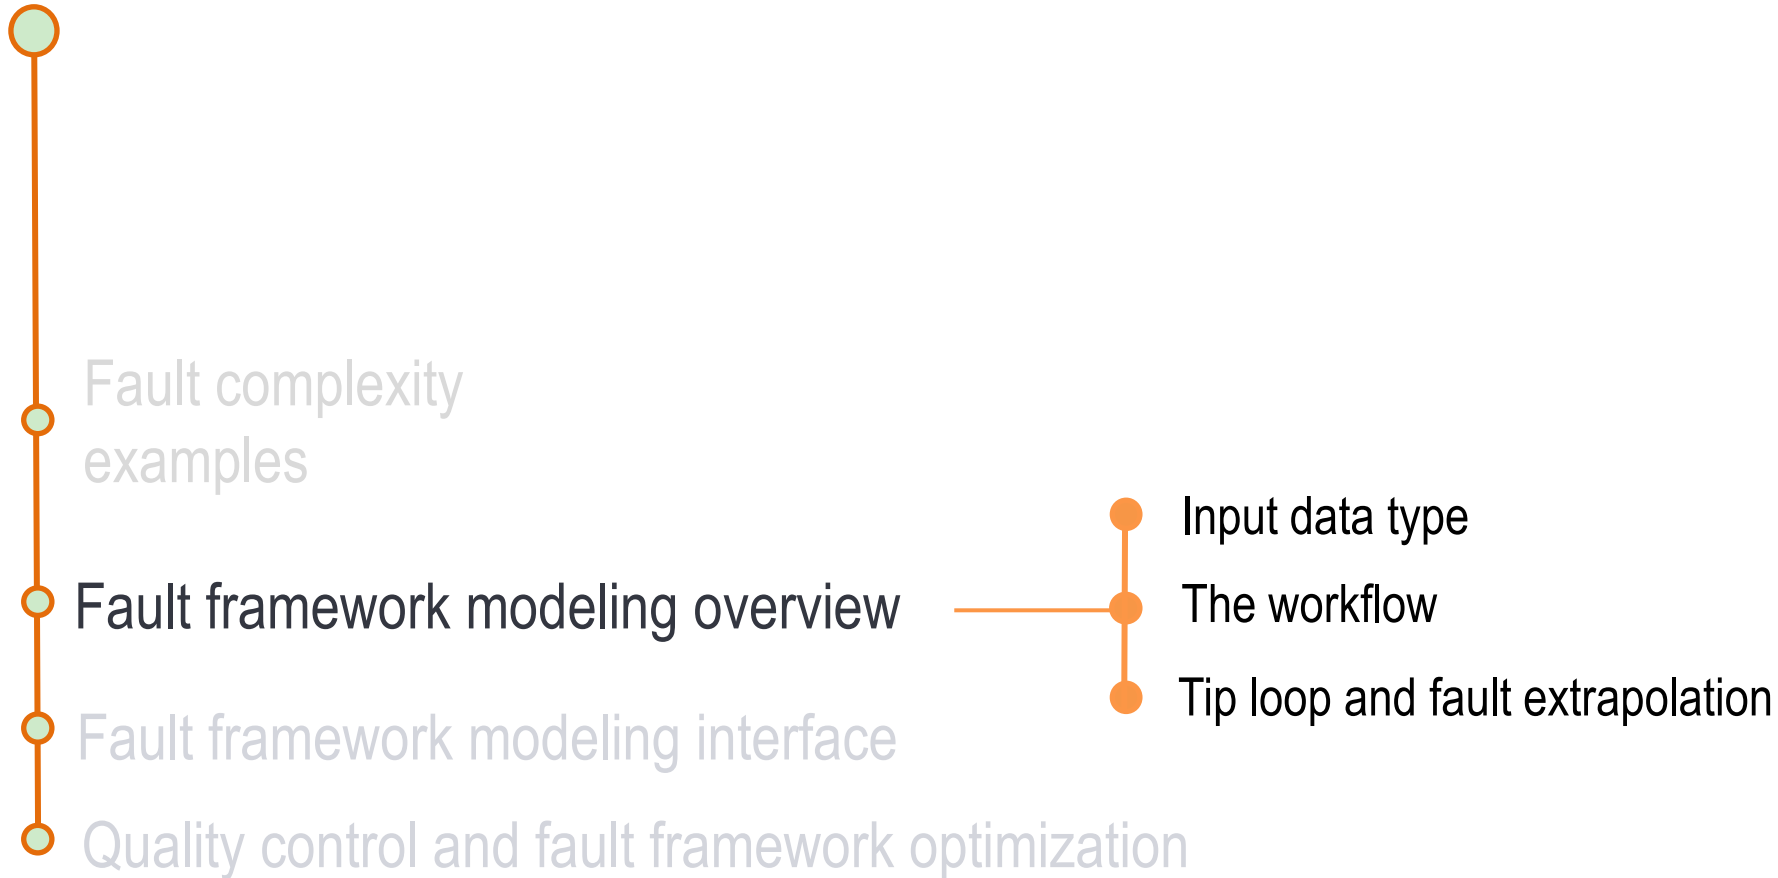 Fault complexity
examples
Fault framework modeling overview
Input data type
The workflow
Tip loop and fault extrapolation
Fault framework modeling interface
Quality control and fault framework optimization